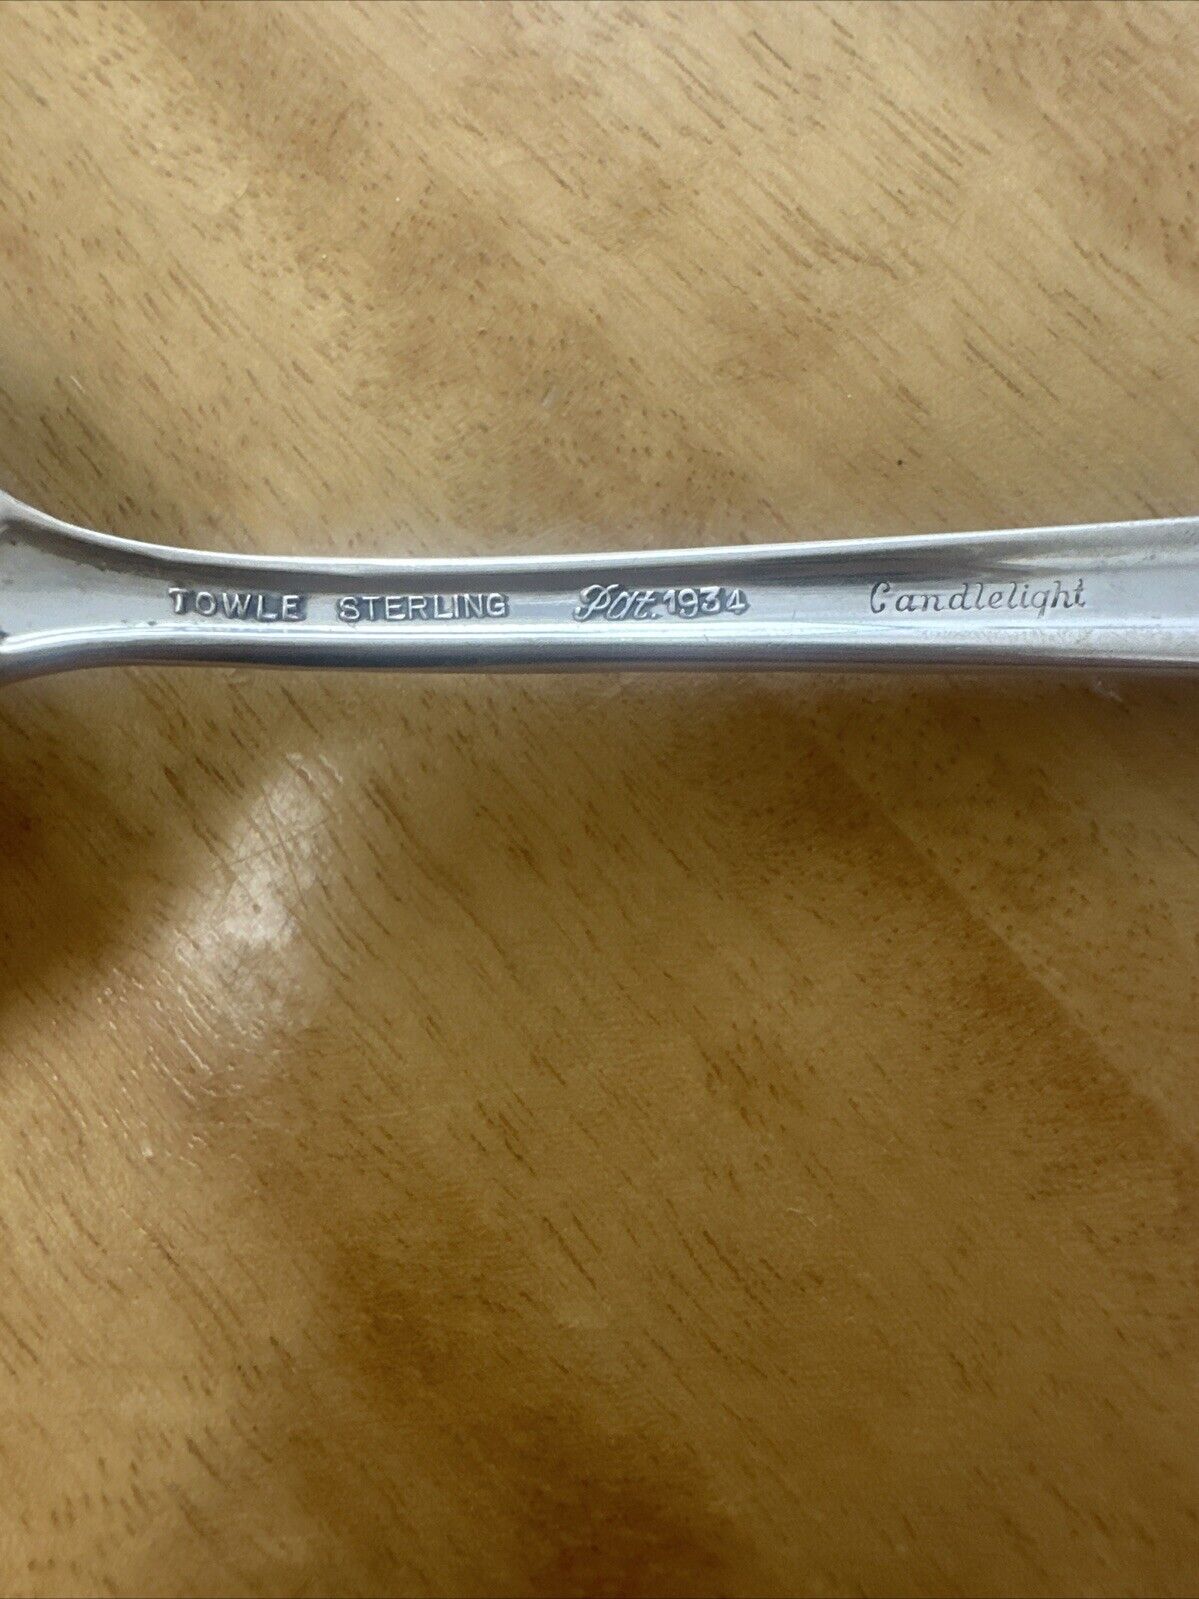 TOWLE STERLING Pat. 1934 Candlelight